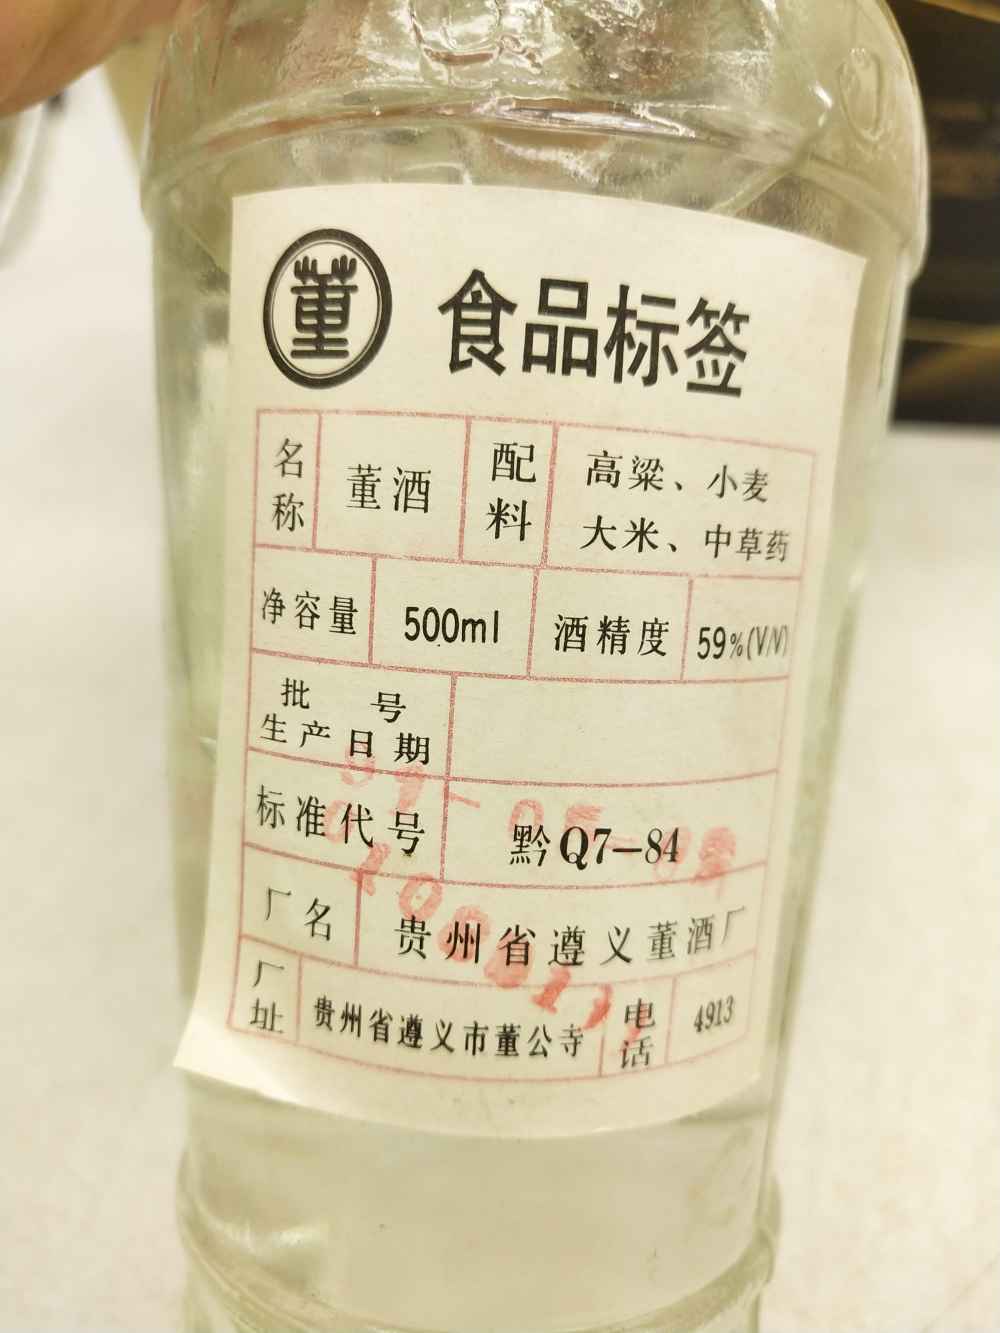 董
食品标签
名称 董酒 配料 高粱、小麦
大米、中草药
净容量 500ml 酒精度 59%(V/V)
批号
生产日期
标准代号 黔Q7-84
厂名 贵州省遵义董酒厂
厂址 贵州省遵义市董公寺 电话 4913